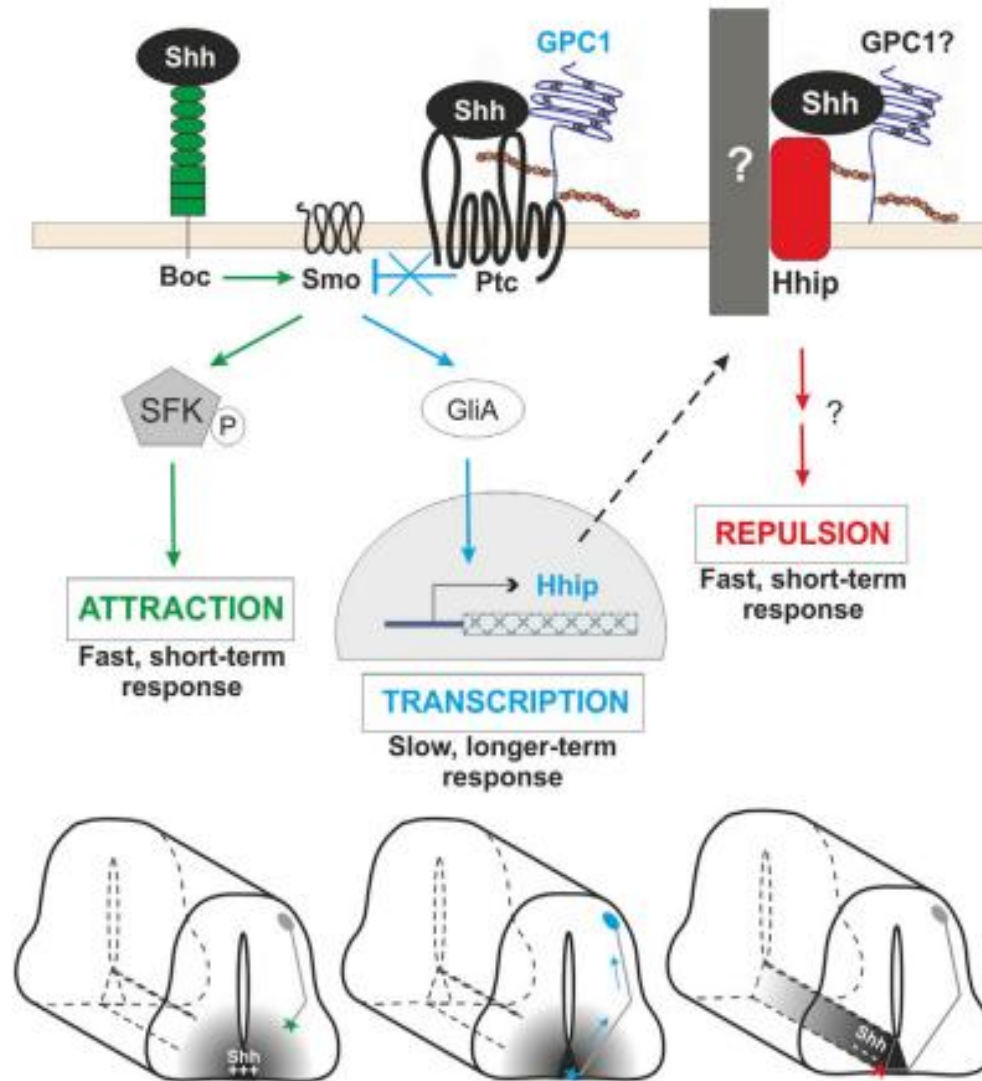 Shh
GPC1
Shh
GPC1?
Shh
?
Boc
Smo
Ptc
Hhip
SFK
P
GliA
?
Hhip
REPULSION
Fast, short-term
response
ATTRACTION
Fast, short-term
response
TRANSCRIPTION
Slow, longer-term
response
Shh
+++
Shh